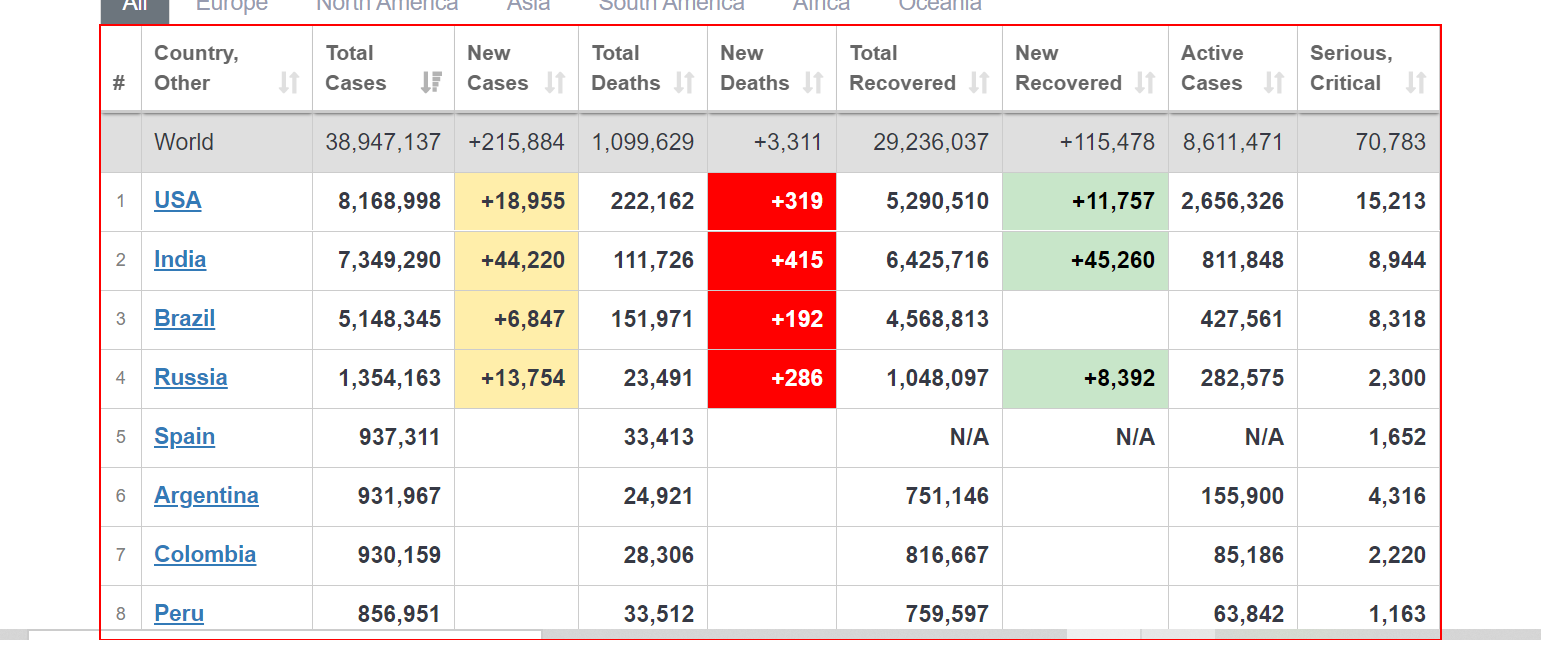 All Europe North America Asia South America Africa Oceania
# Country, Other Total Cases New Cases Total Deaths New Deaths Total Recovered New Recovered Active Cases Serious, Critical
World 38,947,137 +215,884 1,099,629 +3,311 29,236,037 +115,478 8,611,471 70,783
1 USA 8,168,998 +18,955 222,162 +319 5,290,510 +11,757 2,656,326 15,213
2 India 7,349,290 +44,220 111,726 +415 6,425,716 +45,260 811,848 8,944
3 Brazil 5,148,345 +6,847 151,971 +192 4,568,813 427,561 8,318
4 Russia 1,354,163 +13,754 23,491 +286 1,048,097 +8,392 282,575 2,300
5 Spain 937,311 33,413 N/A N/A N/A 1,652
6 Argentina 931,967 24,921 751,146 155,900 4,316
7 Colombia 930,159 28,306 816,667 85,186 2,220
8 Peru 856,951 33,512 759,597 63,842 1,163